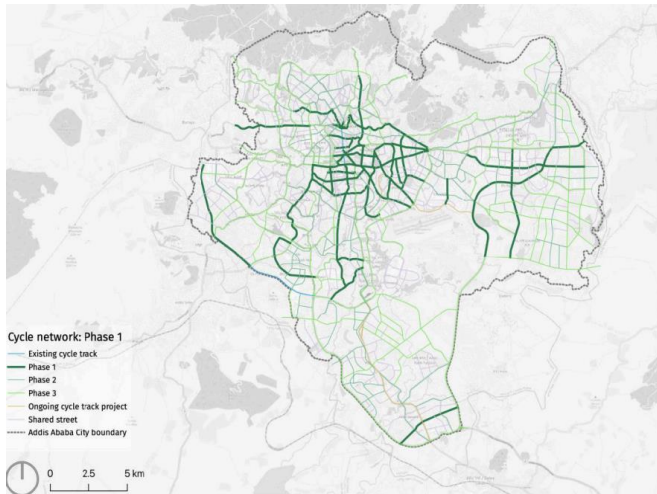 Cycle network: Phase 1
Existing cycle track
Phase 1
Phase 2
Phase 3
Ongoing cycle track project
Shared street
Addis Ababa City boundary
0 2.5 5 km